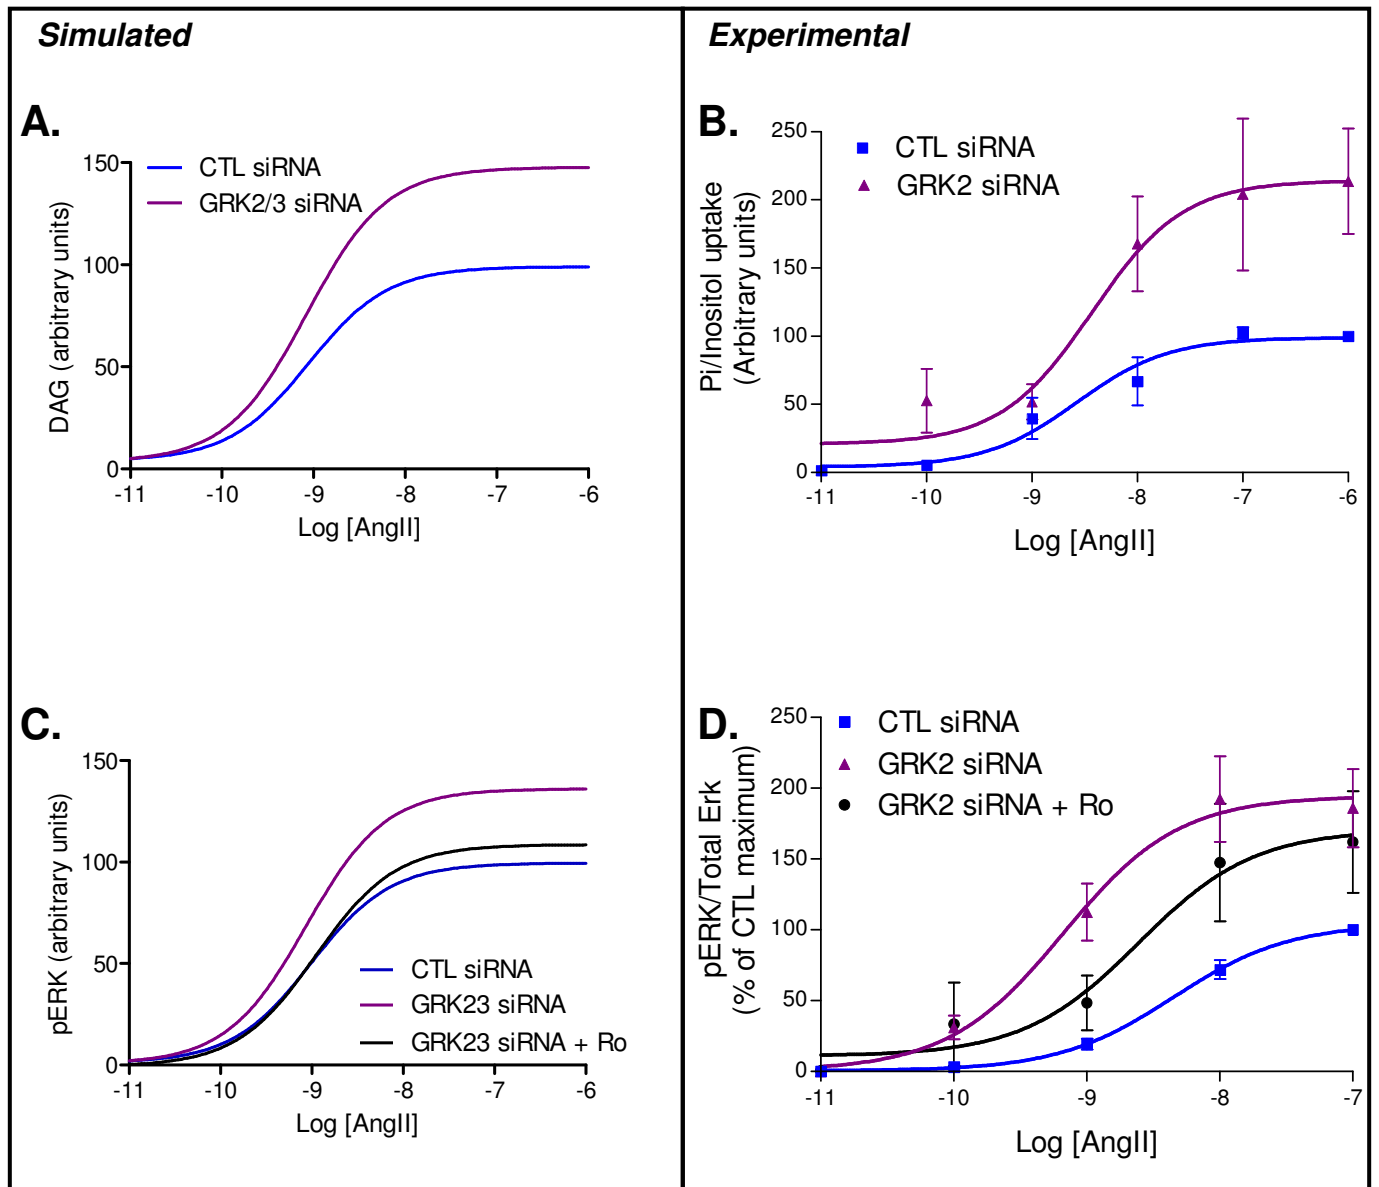 Simulated
Experimental
A.
CTL siRNA
GRK2/3 siRNA
DAG (arbitrary units)
150
100
50
0
-11 -10 -9 -8 -7 -6
Log [AngII]
B.
CTL siRNA
GRK2 siRNA
Pi/Inositol uptake
(Arbitrary units)
250
200
150
100
50
0
-11 -10 -9 -8 -7 -6
Log [AngII]
C.
pERK (arbitrary units)
150
100
50
0
CTL siRNA
GRK23 siRNA
GRK23 siRNA + Ro
-11 -10 -9 -8 -7 -6
Log [AngII]
D.
CTL siRNA
GRK2 siRNA
GRK2 siRNA + Ro
pERK/Total Erk
(% of CTL maximum)
250
200
150
100
50
0
-11 -10 -9 -8 -7
Log [AngII]